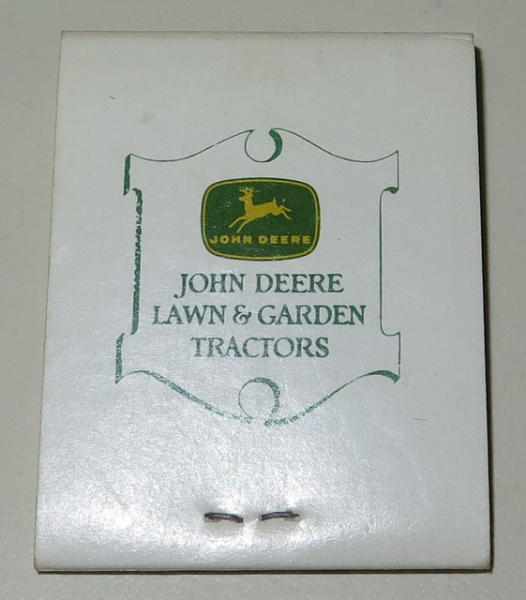 JOHN DEERE
JOHN DEERE
LAWN & GARDEN
TRACTORS